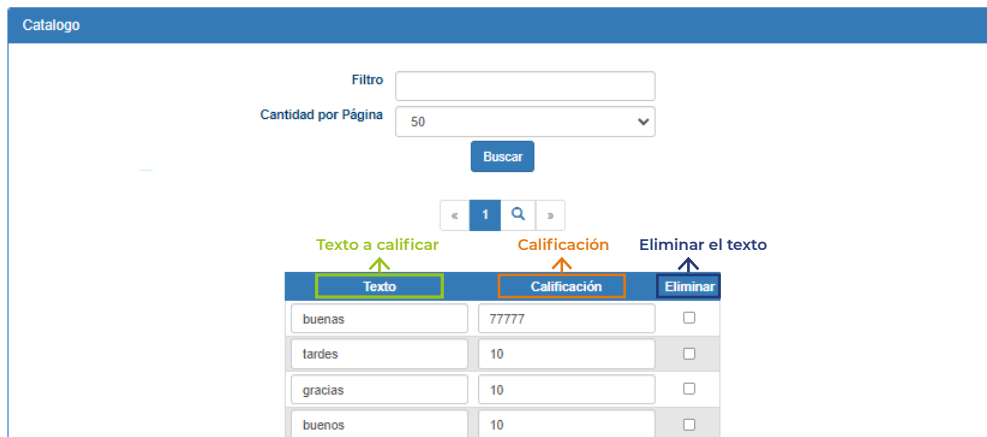 Catalogo
Filtro
Cantidad por Página 50
Buscar
« 1 »
Texto a calificar Calificación Eliminar el texto
Texto Calificación Eliminar
buenas 77777
tardes 10
gracias 10
buenos 10